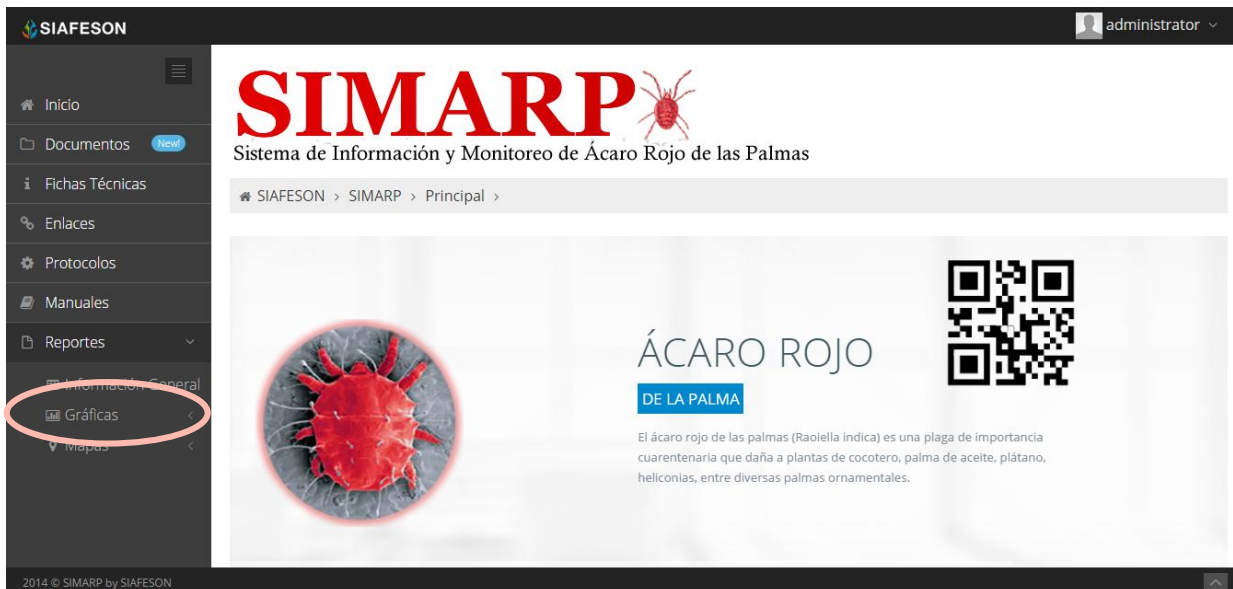 SIAFESON
administrator
Inicio
Documentos New!
Fichas Técnicas
Enlaces
Protocolos
Manuales
Reportes
Información General
Gráficas
Mapas
SIMARP
Sistema de Información y Monitoreo de Ácaro Rojo de las Palmas
SIAFESON > SIMARP > Principal >
ÁCARO ROJO
DE LA PALMA
El ácaro rojo de las palmas (Raoiella indica) es una plaga de importancia
cuarentenaria que daña a plantas de cocotero, palma de aceite, plátano,
heliconias, entre diversas palmas ornamentales.
2014 © SIMARP by SIAFESON